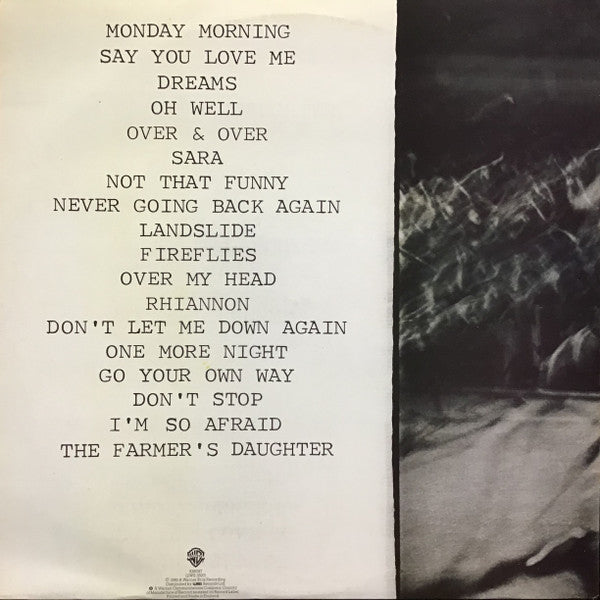 MONDAY MORNING
SAY YOU LOVE ME
DREAMS
OH WELL
OVER & OVER
SARA
NOT THAT FUNNY
NEVER GOING BACK AGAIN
LANDSLIDE
FIREFLIES
OVER MY HEAD
RHIANNON
DON'T LET ME DOWN AGAIN
ONE MORE NIGHT
GO YOUR OWN WAY
DON'T STOP
I'M SO AFRAID
THE FARMER'S DAUGHTER